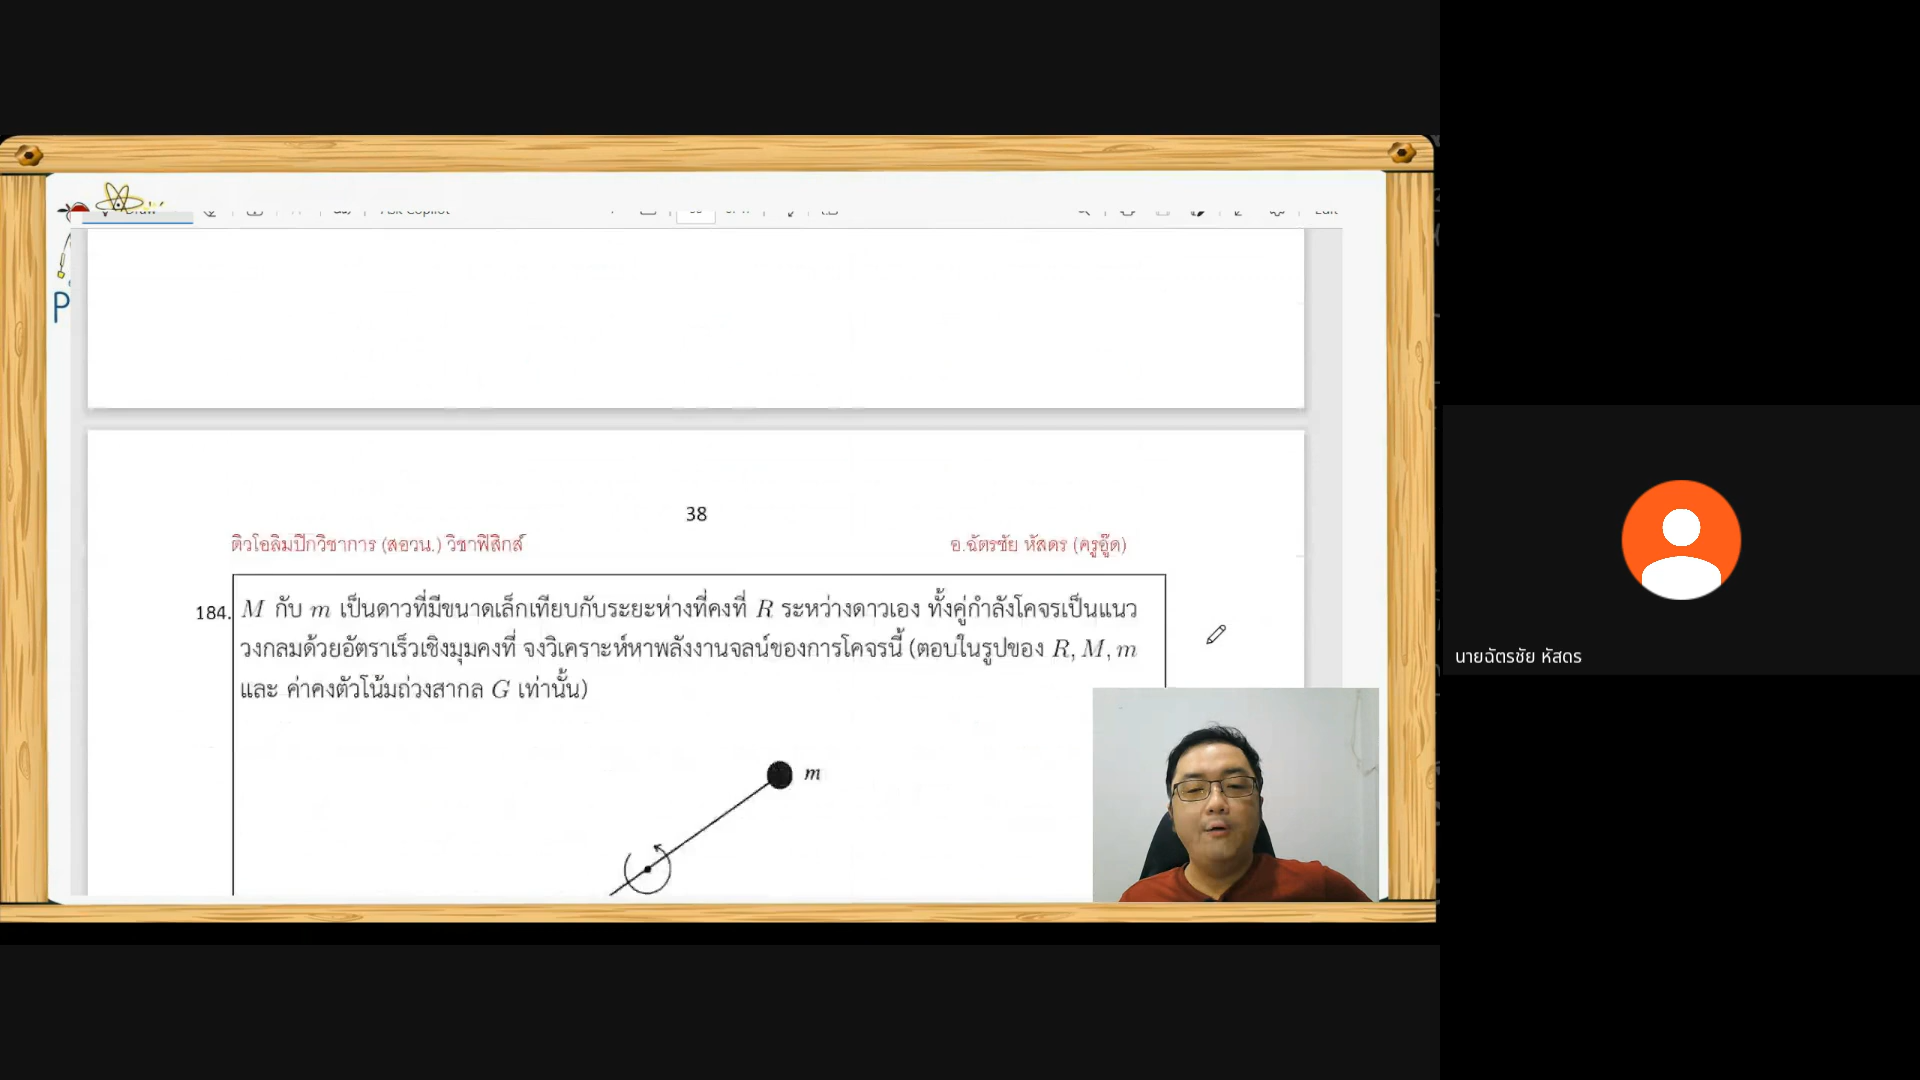 P
38
ติวโอลิมปิกวิชาการ (สอวน.) วิชาฟิสิกส์ อ.ฉัตรชัย หัสดร (ครูอู๊ด)
184. M กับ m เป็นดาวที่มีขนาดเล็กเทียบกับระยะห่างที่คงที่ R ระหว่างดาวเอง ทั้งคู่กำลังโคจรเป็นแนว
วงกลมด้วยอัตราเร็วเชิงมุมคงที่ จงวิเคราะห์หาพลังงานจลน์ของการโคจรนี้ (ตอบในรูปของ R, M, m
และ ค่าคงตัวโน้มถ่วงสากล G เท่านั้น)
m
นายฉัตรชัย หัสดร